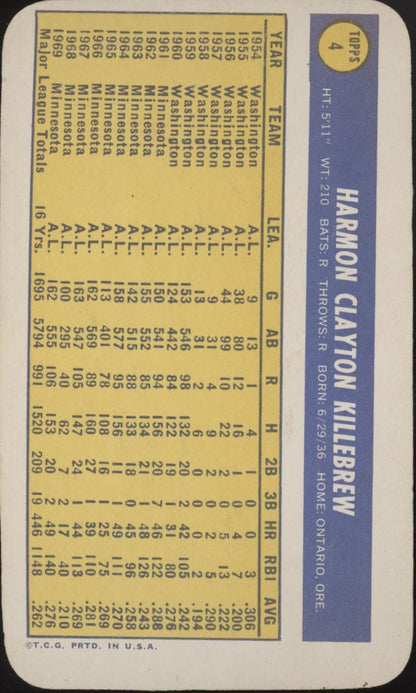 TOPPS
4
HARMON CLAYTON KILLEBREW
HT: 5'11" WT: 210 BATS: R THROWS: R BORN: 6/29/36 HOME: ONTARIO, ORE.
YEAR TEAM LEA. G AB R H 2B 3B HR RBI AVG
1954 Washington A.L. 9 13 1 4 1 0 0 3 .306
1955 Washington A.L. 38 80 12 16 1 0 4 7 .200
1956 Washington A.L. 44 99 10 22 2 0 5 13 .222
1957 Washington A.L. 9 31 4 9 2 0 2 5 .290
1958 Washington A.L. 13 31 2 6 0 0 0 2 .194
1959 Washington A.L. 153 546 98 132 20 2 42 105 .242
1960 Washington A.L. 124 442 84 122 19 1 31 80 .276
1961 Minnesota A.L. 150 541 94 156 20 7 46 122 .288
1962 Minnesota A.L. 155 552 85 134 21 1 48 126 .243
1963 Minnesota A.L. 142 515 88 133 18 0 45 96 .258
1964 Minnesota A.L. 158 577 95 156 11 1 49 111 .270
1965 Minnesota A.L. 113 401 78 108 16 1 25 75 .269
1966 Minnesota A.L. 162 569 89 160 27 1 39 110 .281
1967 Minnesota A.L. 163 547 105 147 24 1 44 113 .269
1968 Minnesota A.L. 100 295 40 62 7 2 17 40 .210
1969 Minnesota A.L. 162 555 106 153 20 2 49 140 .276
Major League Totals 16 Yrs. 1695 5794 991 1520 209 19 446 1148 .262
©T.C.G. PRTD. IN U.S.A.